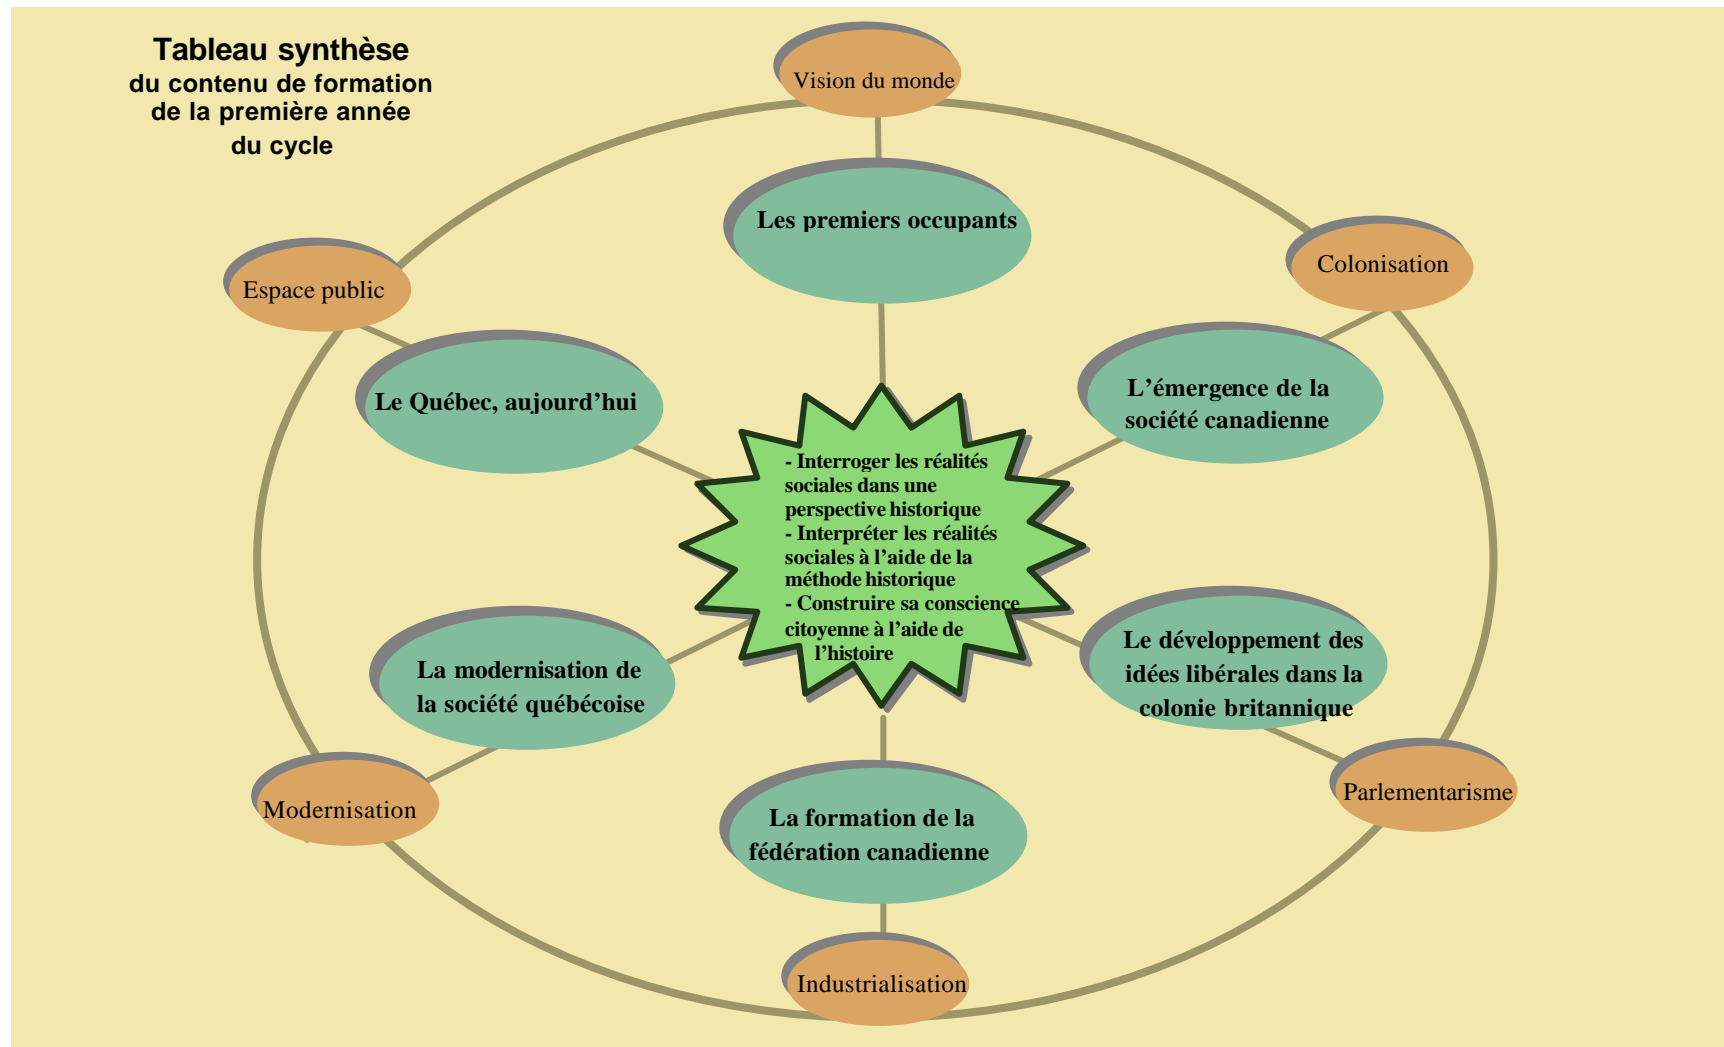 Tableau synthèse
du contenu de formation
de la première année
du cycle
Vision du monde
Les premiers occupants
Colonisation
Espace public
L’émergence de la
société canadienne
Le Québec, aujourd’hui
- Interroger les réalités
sociales dans une
perspective historique
- Interpréter les réalités
sociales à l’aide de la
méthode historique
- Construire sa conscience
citoyenne à l’aide de
l’histoire
Le développement des
idées libérales dans la
colonie britannique
La modernisation de
la société québécoise
Parlementarisme
Modernisation
La formation de la
fédération canadienne
Industrialisation